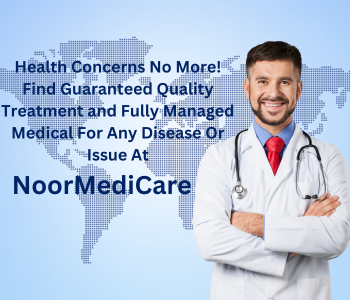 Health Concerns No More!
Find Guaranteed Quality
Treatment and Fully Managed
Medical For Any Disease Or
Issue At
NoorMediCare